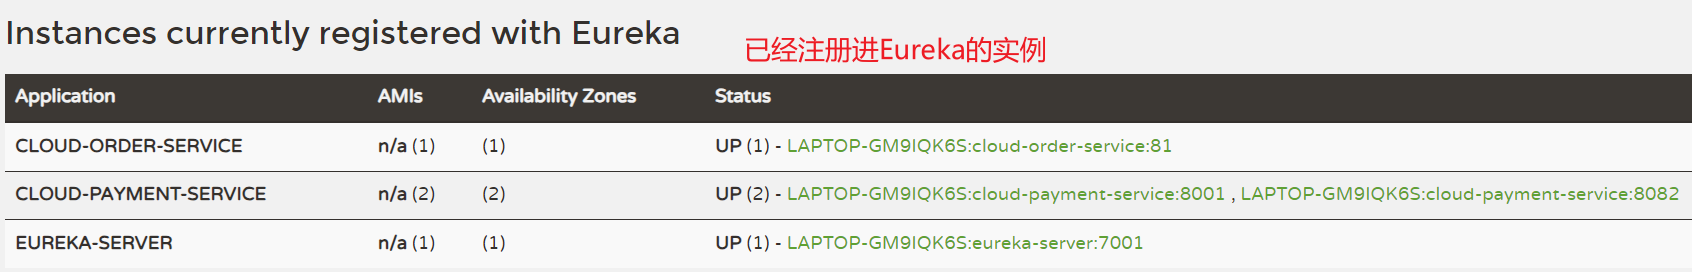 Instances currently registered with Eureka
已经注册进Eureka的实例
Application AMIs Availability Zones Status
CLOUD-ORDER-SERVICE n/a (1) (1) UP (1) - LAPTOP-GM9IQK6S:cloud-order-service:81
CLOUD-PAYMENT-SERVICE n/a (2) (2) UP (2) - LAPTOP-GM9IQK6S:cloud-payment-service:8001 , LAPTOP-GM9IQK6S:cloud-payment-service:8082
EUREKA-SERVER n/a (1) (1) UP (1) - LAPTOP-GM9IQK6S:eureka-server:7001